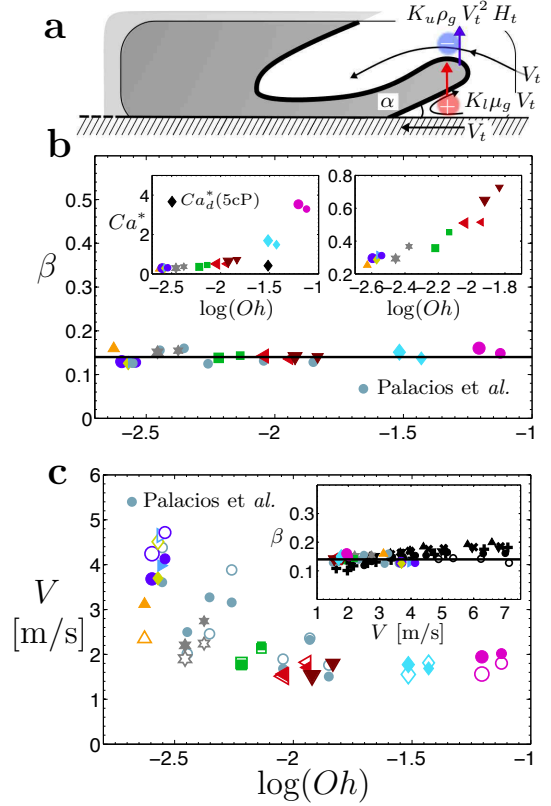 a
K_u ρ_g V_t^2 H_t
V_t
α
K_l μ_g V_t
V_t
b
β
0.6
0.5
0.4
0.3
0.2
0.1
0
-2.5
-2
-1.5
-1
Ca*
4
2
0
Ca_d^*(5cP)
-2.5
-2
-1.5
-1
log(Oh)
0.8
0.6
0.4
0.2
-2.6
-2.4
-2.2
-2
-1.8
log(Oh)
Palacios et al.
c
V
[m/s]
6
5
4
3
2
1
0
-2.5
-2
-1.5
-1
log(Oh)
Palacios et al.
β
0.4
0.3
0.2
0.1
0
1
2
3
4
5
6
7
V [m/s]